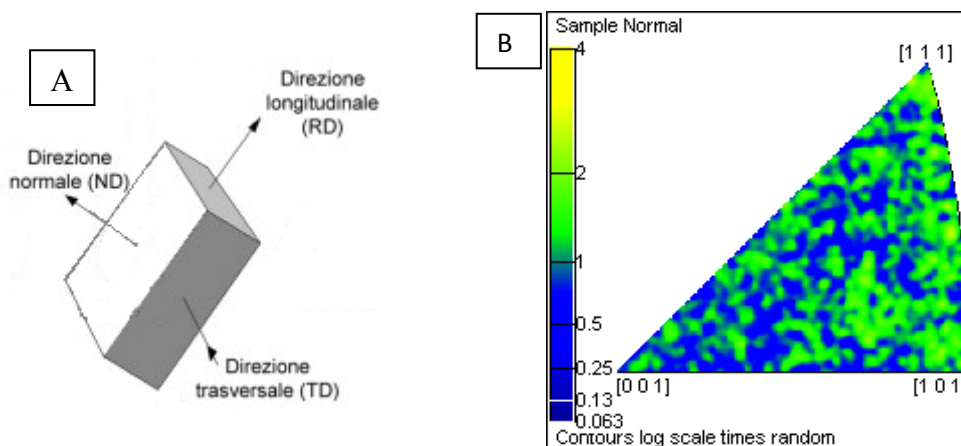 A
Direzione
longitudinale
(RD)
Direzione
normale (ND)
Direzione
trasversale (TD)
B
Sample Normal
4
2
1
0.5
0.25
0.13
0.063
[1 1 1]
[0 0 1]
[1 0 1
Contours log scale times random